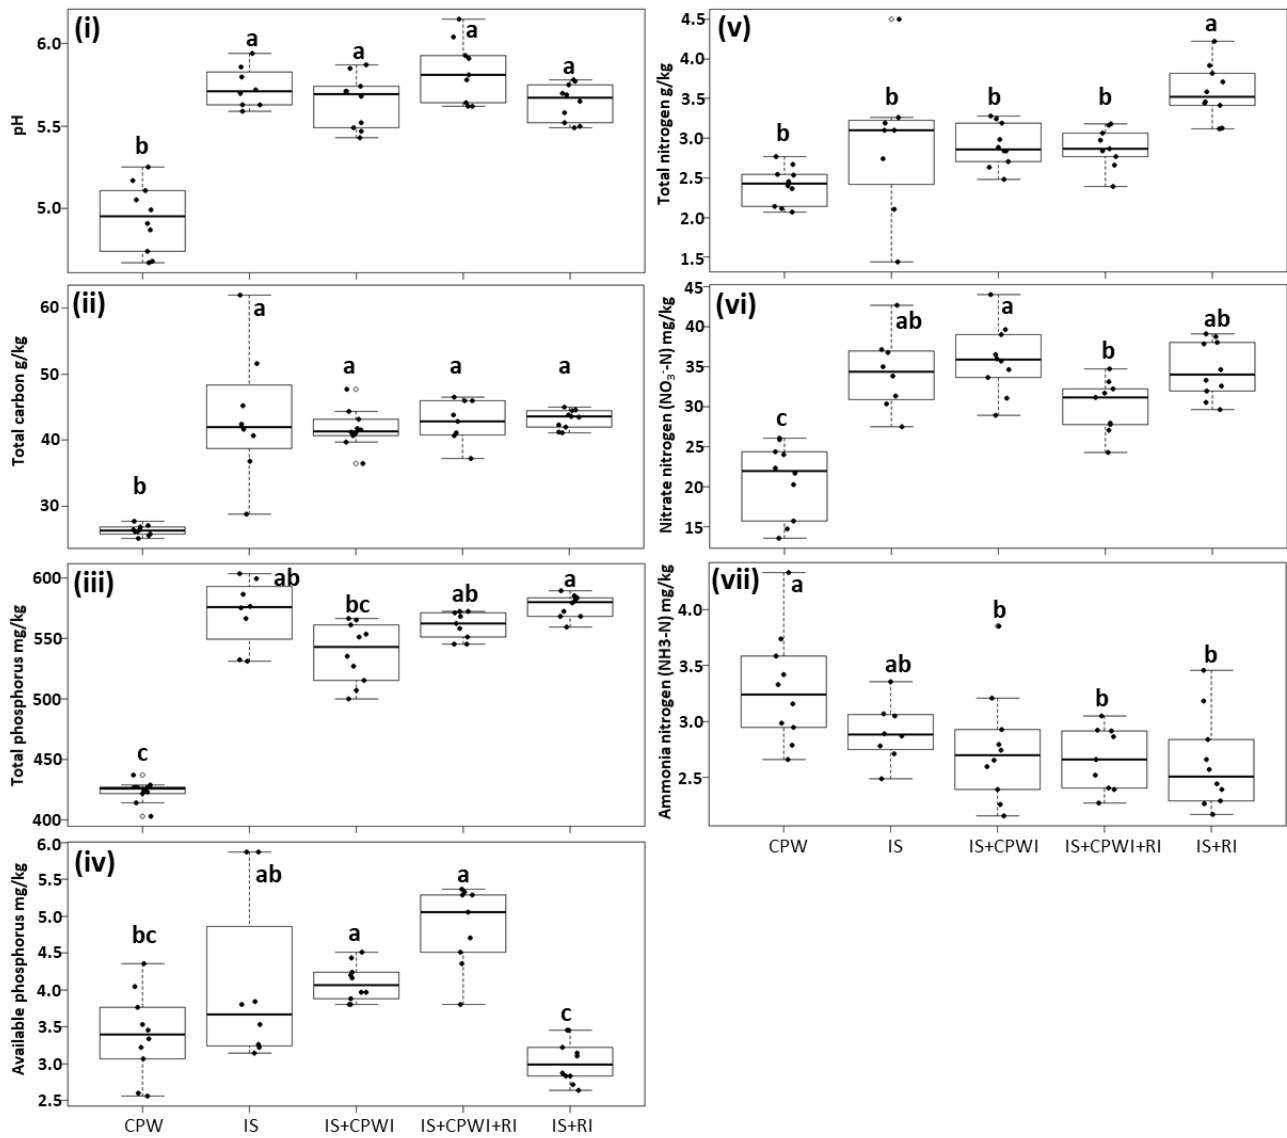 (i)
pH
6.0
5.5
5.0
b
a
a
a
a
(ii)
Total carbon g/kg
60
50
40
30
b
a
a
a
a
(iii)
Total phosphorus mg/kg
600
550
500
450
400
c
ab
bc
ab
a
(iv)
Available phosphorus mg/kg
6.0
5.5
5.0
4.5
4.0
3.5
3.0
2.5
bc
ab
a
a
c
CPW IS IS+CPWI IS+CPWI+RI IS+RI
(v)
Total nitrogen g/kg
4.5
4.0
3.5
3.0
2.5
2.0
1.5
b
b
b
b
a
(vi)
Nitrate nitrogen (NO₃⁻-N) mg/kg
45
40
35
30
25
20
15
c
ab
a
b
ab
(vii)
Ammonia nitrogen (NH3-N) mg/kg
4.0
3.5
3.0
2.5
a
ab
b
b
b
CPW IS IS+CPWI IS+CPWI+RI IS+RI